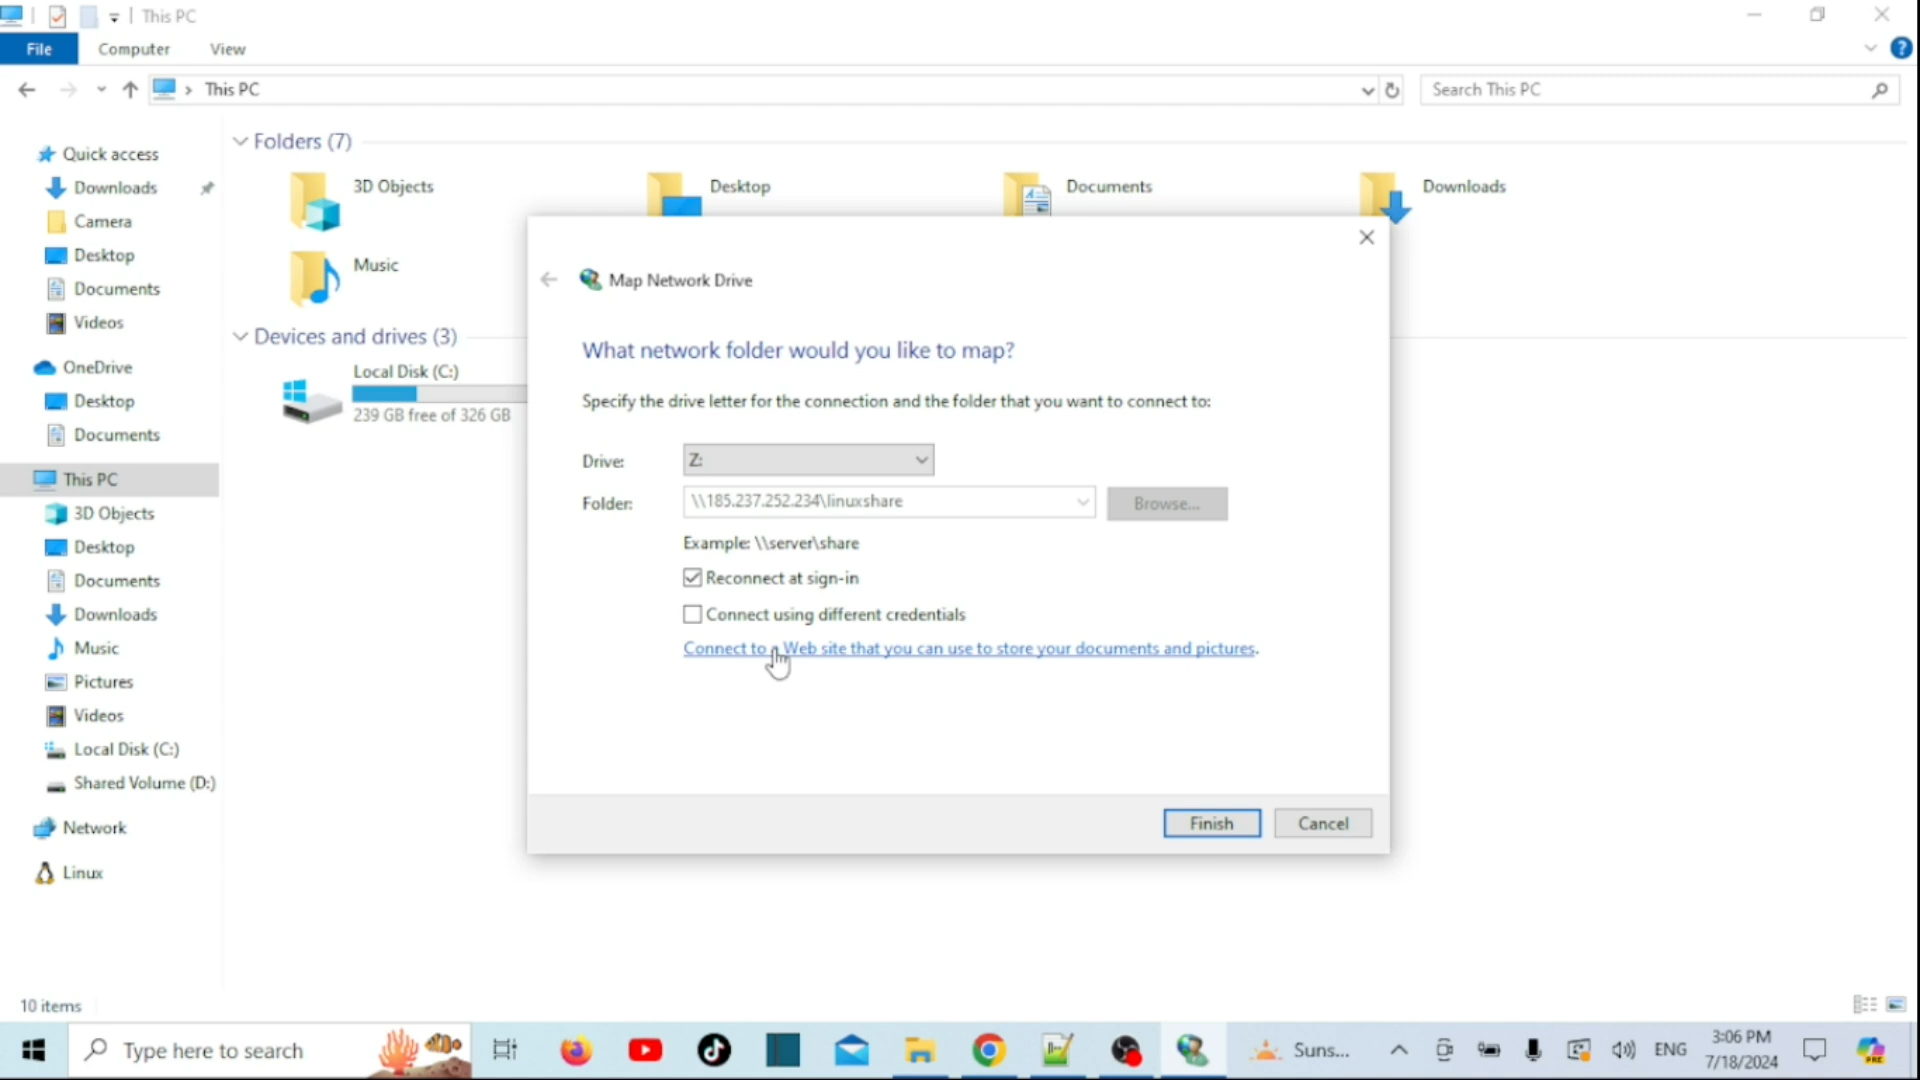 This PC
File Computer View
This PC
Search This PC
Quick access
Downloads
Camera
Desktop
Documents
Videos
OneDrive
Desktop
Documents
This PC
3D Objects
Desktop
Documents
Downloads
Music
Pictures
Videos
Local Disk (C:)
Shared Volume (D:)
Network
Linux
Folders (7)
3D Objects
Desktop
Documents
Downloads
Music
Devices and drives (3)
Local Disk (C:)
239 GB free of 326 GB
Map Network Drive
What network folder would you like to map?
Specify the drive letter for the connection and the folder that you want to connect to:
Drive: Z:
Folder: \\185.237.252.234\linuxshare Browse...
Example: \\server\share
Reconnect at sign-in
Connect using different credentials
Connect to a Web site that you can use to store your documents and pictures.
Finish Cancel
10 items
Type here to search
Suns...
ENG
3:06 PM
7/18/2024
PRE